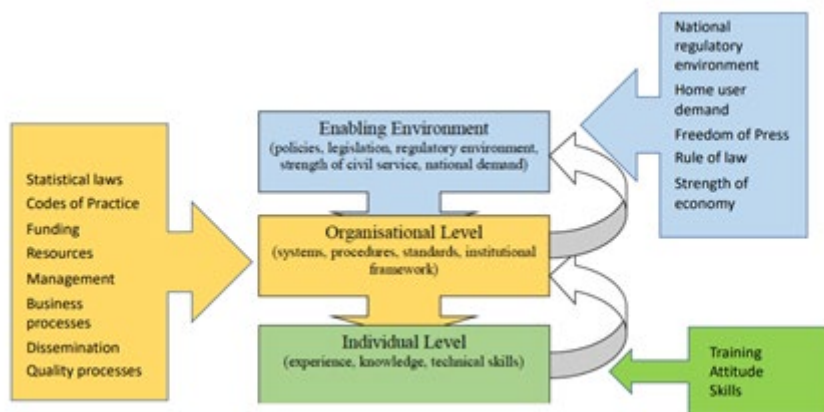 Statistical laws
Codes of Practice
Funding
Resources
Management
Business
processes
Dissemination
Quality processes
Enabling Environment
(policies, legislation, regulatory environment,
strength of civil service, national demand)
Organisational Level
(systems, procedures, standards, institutional
framework)
Individual Level
(experience, knowledge, technical skills)
National
regulatory
environment
Home user
demand
Freedom of Press
Rule of law
Strength of
economy
Training
Attitude
Skills